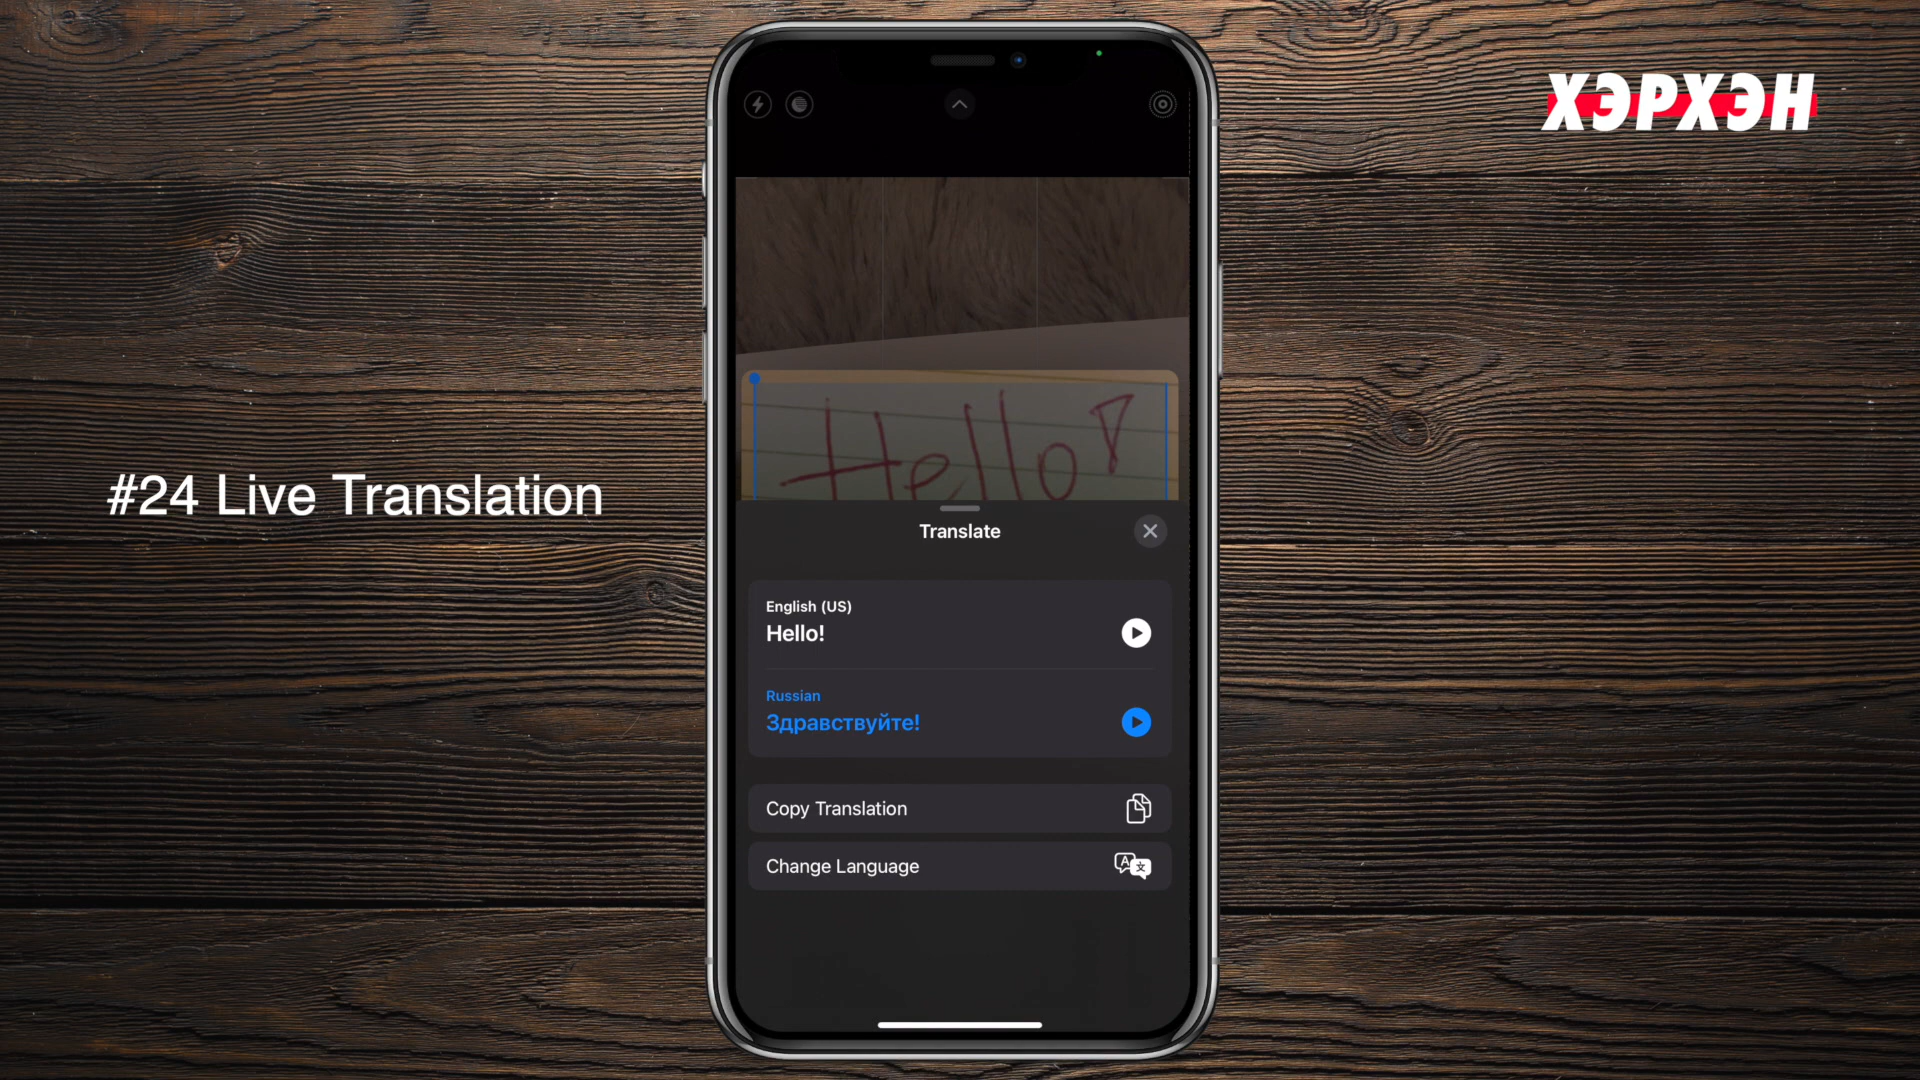 ХЭРХЭН
#24 Live Translation
Hello!
Translate
English (US)
Hello!
Russian
Здравствуйте!
Copy Translation
Change Language